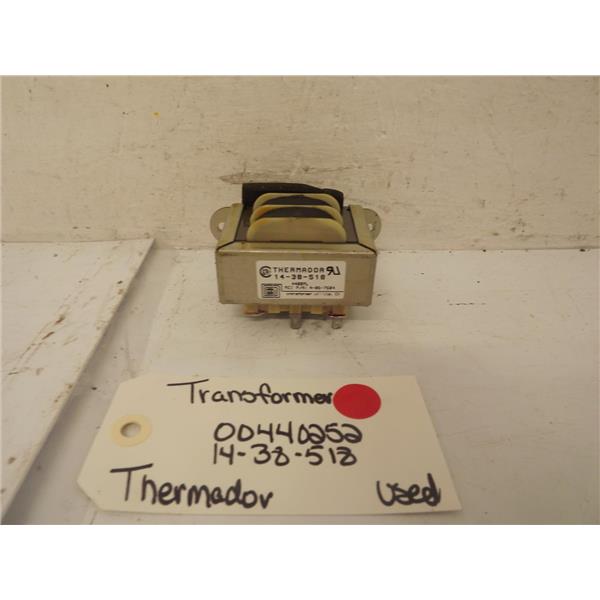 THERMADOR
14-38-518
Transformer
00440252
14-38-518
Thermador
Used